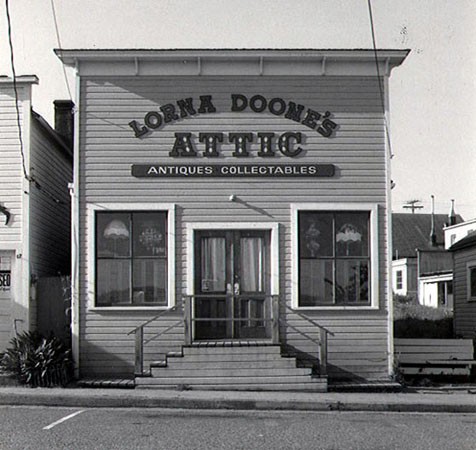 LORNA DOONE'S
ATTIC
ANTIQUES COLLECTABLES